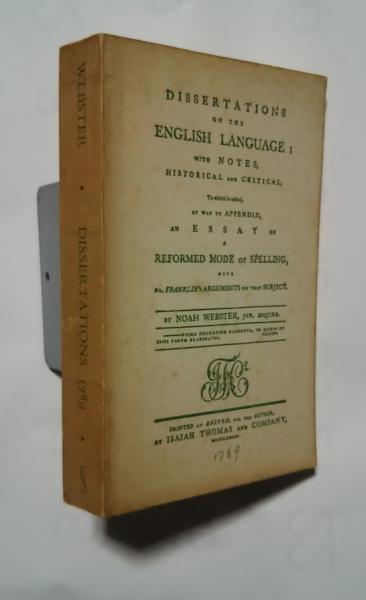 WEBSTER • DISSERTATIONS 1789 • S
DISSERTATIONS
ON THE
ENGLISH LANGUAGE:
WITH NOTES,
HISTORICAL AND CRITICAL.
To which is added,
BY WAY OF APPENDIX,
AN ESSAY ON
A
REFORMED MODE OF SPELLING,
WITH
DR. FRANKLIN'S ARGUMENTS ON THAT SUBJECT.
BY NOAH WEBSTER, JUN. ESQUIRE.
PRINTED AT BOSTON, FOR THE AUTHOR,
BY ISAIAH THOMAS AND COMPANY,
1789